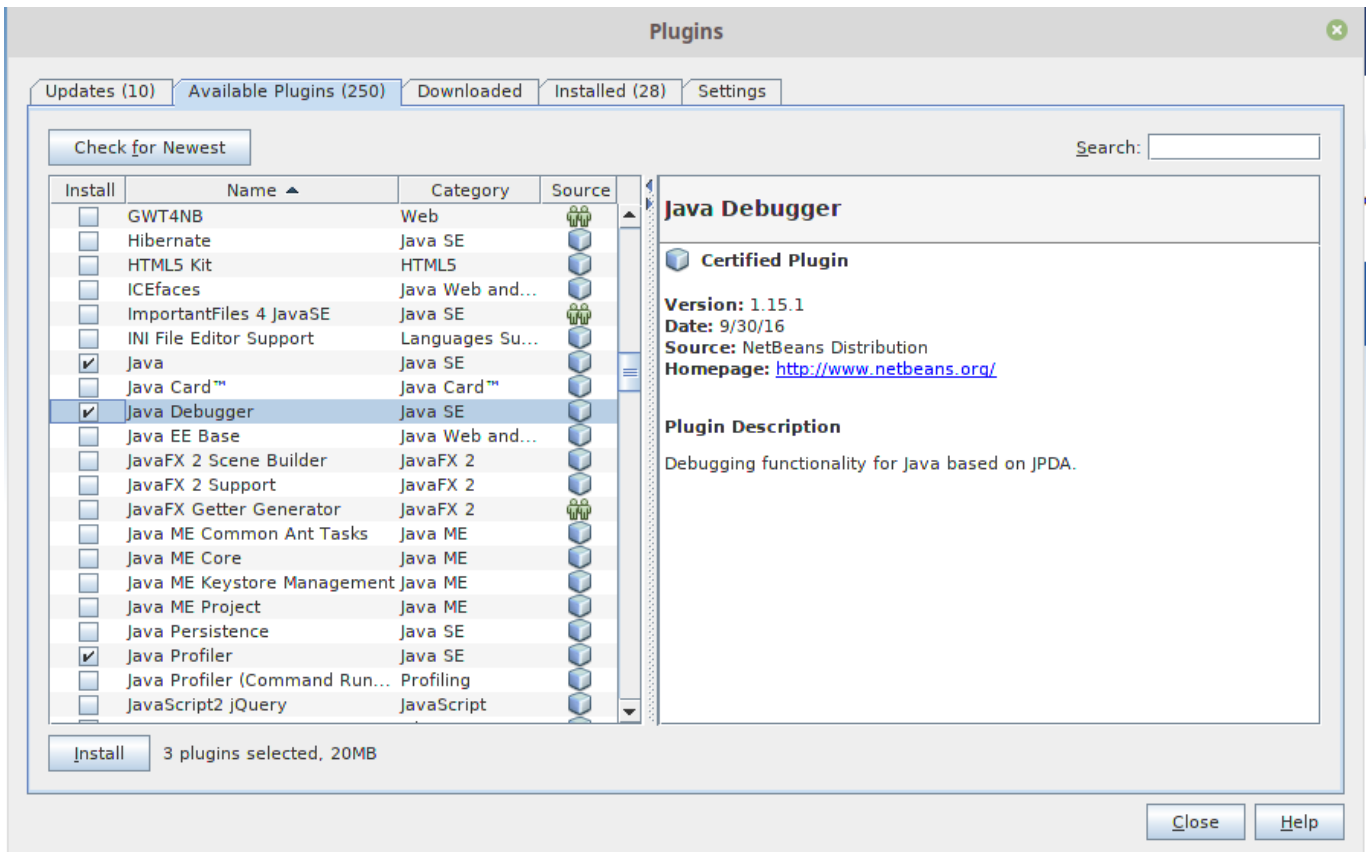 Plugins
Updates (10) Available Plugins (250) Downloaded Installed (28) Settings
Check for Newest Search:
Install Name Category Source
GWT4NB Web
Hibernate Java SE
HTML5 Kit HTML5
ICEfaces Java Web and...
ImportantFiles 4 JavaSE Java SE
INI File Editor Support Languages Su...
Java Java SE
Java Card™ Java Card™
Java Debugger Java SE
Java EE Base Java Web and...
JavaFX 2 Scene Builder JavaFX 2
JavaFX 2 Support JavaFX 2
JavaFX Getter Generator JavaFX 2
Java ME Common Ant Tasks Java ME
Java ME Core Java ME
Java ME Keystore Management Java ME
Java ME Project Java ME
Java Persistence Java SE
Java Profiler Java SE
Java Profiler (Command Run... Profiling
JavaScript2 jQuery JavaScript
Java Debugger
Certified Plugin
Version: 1.15.1
Date: 9/30/16
Source: NetBeans Distribution
Homepage: http://www.netbeans.org/
Plugin Description
Debugging functionality for Java based on JPDA.
Install 3 plugins selected, 20MB
Close Help